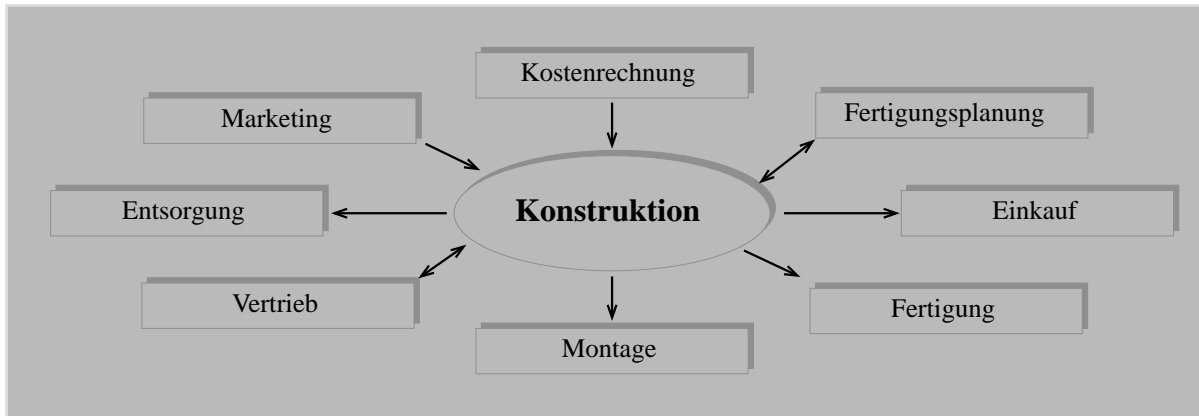 Kostenrechnung
Marketing
Fertigungsplanung
Entsorgung
Konstruktion
Einkauf
Vertrieb
Fertigung
Montage